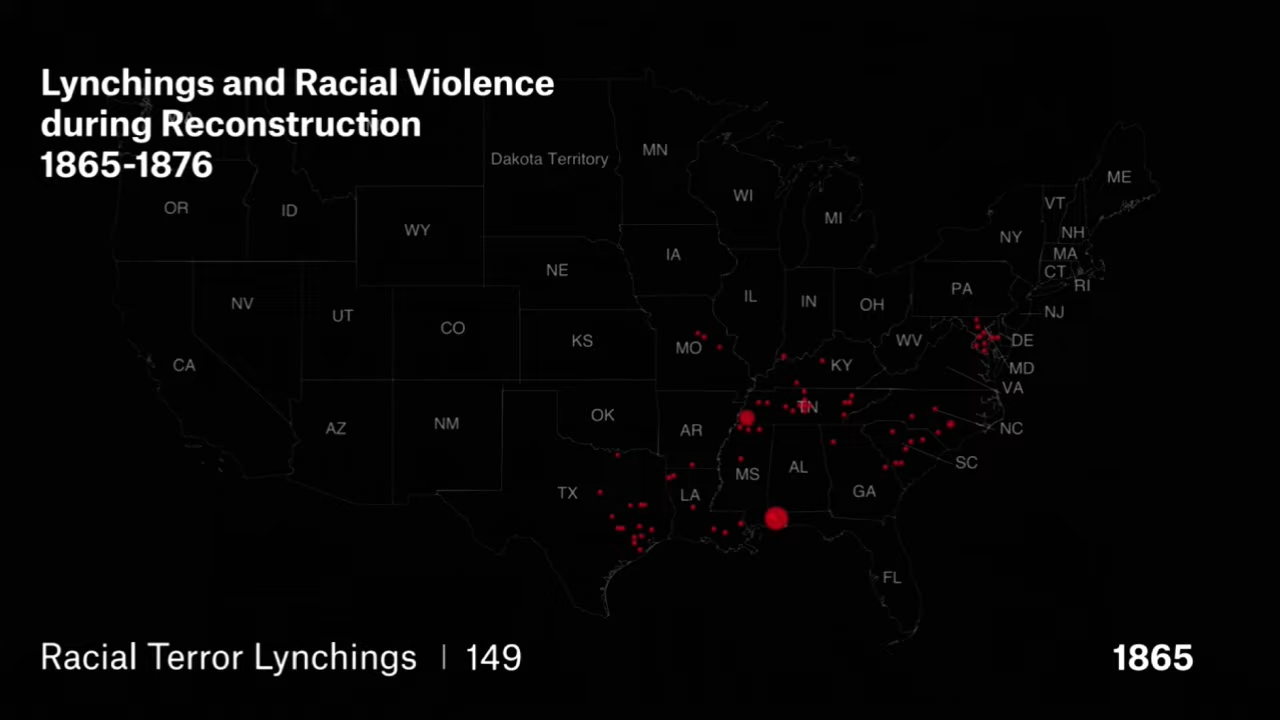 Lynchings and Racial Violence
during Reconstruction
1865-1876
Dakota Territory
MN
ME
WI
VT
OR
ID
MI
WY
NY
NH
IA
MA
NE
CT
PA
RI
NV
IL
IN
OH
UT
NJ
CO
KS
MO
WV
DE
CA
KY
MD
VA
TN
OK
AZ
NM
AR
NC
SC
MS
AL
TX
LA
GA
FL
Racial Terror Lynchings | 149
1865